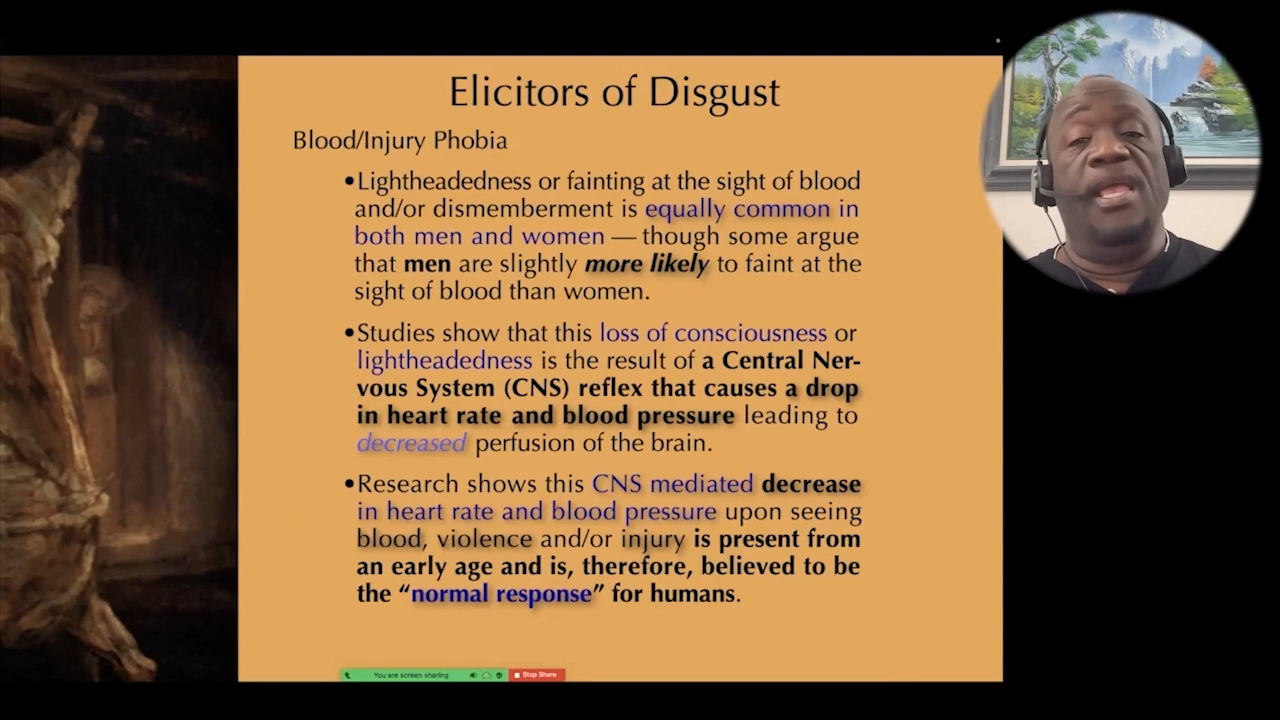 Elicitors of Disgust
Blood/Injury Phobia
•Lightheadedness or fainting at the sight of blood
and/or dismemberment is equally common in
both men and women — though some argue
that men are slightly more likely to faint at the
sight of blood than women.
•Studies show that this loss of consciousness or
lightheadedness is the result of a Central Ner-
vous System (CNS) reflex that causes a drop
in heart rate and blood pressure leading to
decreased perfusion of the brain.
•Research shows this CNS mediated decrease
in heart rate and blood pressure upon seeing
blood, violence and/or injury is present from
an early age and is, therefore, believed to be
the “normal response” for humans.
You are screen sharing Stop Share